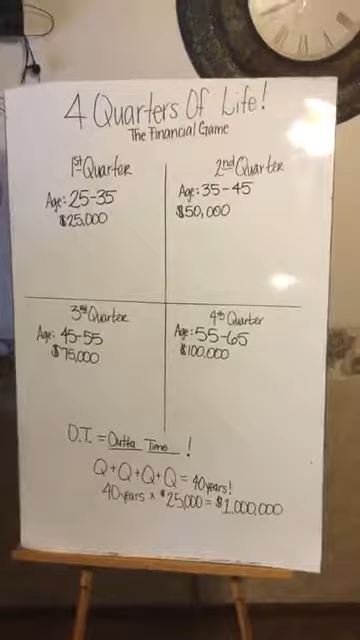 4 Quarters Of Life!
The Financial Game
1st Quarter
Age: 25-35
$25,000
2nd Quarter
Age: 35-45
$50,000
3rd Quarter
Age: 45-55
$75,000
4th Quarter
Age: 55-65
$100,000
O.T. = Outta Time !
Q+Q+Q+Q = 40 years!
40 years x $25,000 = $1,000,000